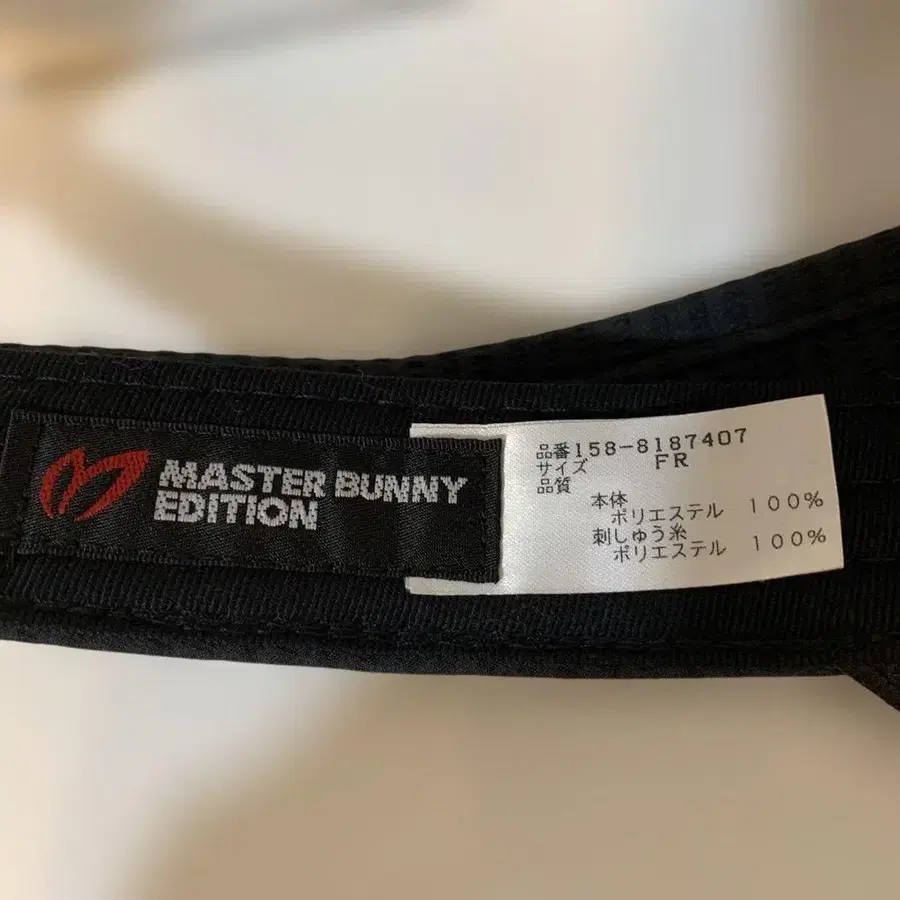 MASTER BUNNY
EDITION
品番158-8187407
サイズ FR
品質
本体
ポリエステル 100%
刺しゅう糸
ポリエステル 100%